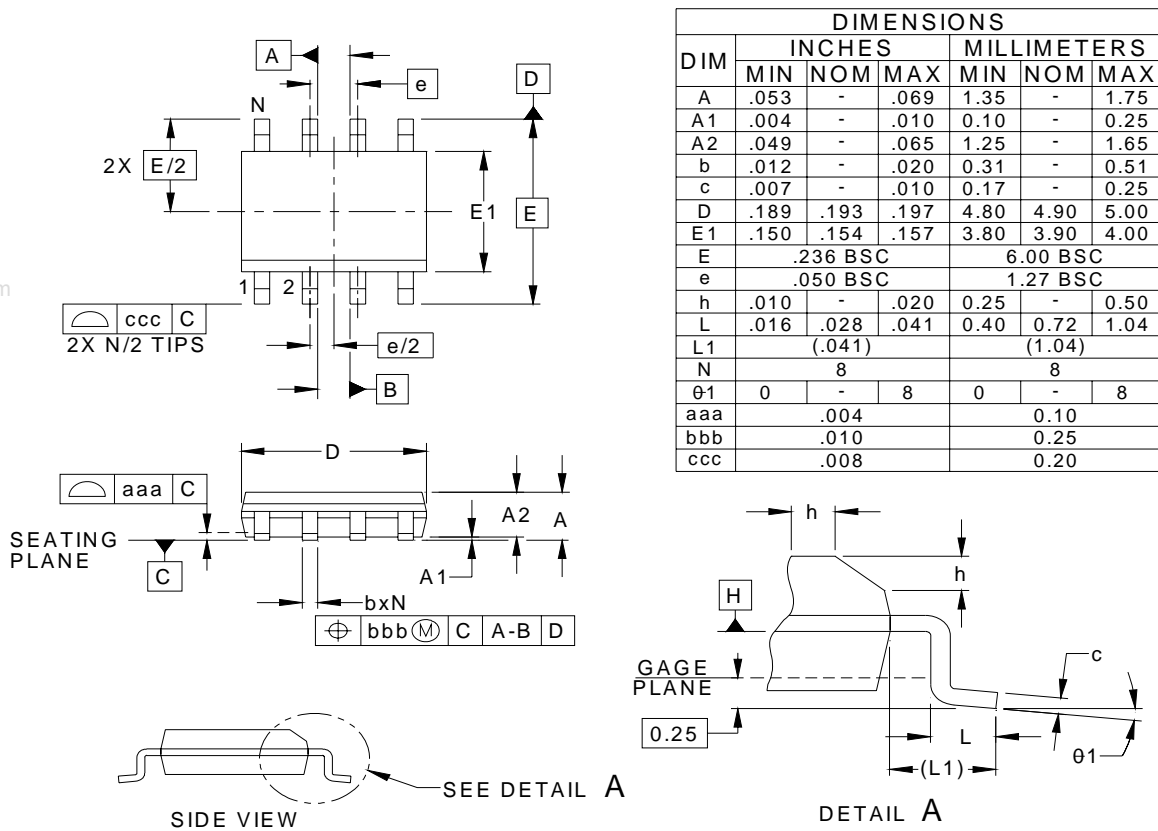 A
e
D
N
2X E/2
E1
E
1 2
m
ccc C
2X N/2 TIPS
e/2
B
DIMENSIONS
DIM INCHES MILLIMETERS
MIN NOM MAX MIN NOM MAX
A .053 - .069 1.35 - 1.75
A1 .004 - .010 0.10 - 0.25
A2 .049 - .065 1.25 - 1.65
b .012 - .020 0.31 - 0.51
c .007 - .010 0.17 - 0.25
D .189 .193 .197 4.80 4.90 5.00
E1 .150 .154 .157 3.80 3.90 4.00
E .236 BSC 6.00 BSC
e .050 BSC 1.27 BSC
h .010 - .020 0.25 - 0.50
L .016 .028 .041 0.40 0.72 1.04
L1 (.041) (1.04)
N 8 8
θ1 0 - 8 0 - 8
aaa .004 0.10
bbb .010 0.25
ccc .008 0.20
D
aaa C
A2 A
SEATING
PLANE
C
A1
bxN
bbb Ⓜ C A-B D
SEE DETAIL A
SIDE VIEW
h
h
H
GAGE
PLANE
c
0.25
L
(L1)
θ1
DETAIL A